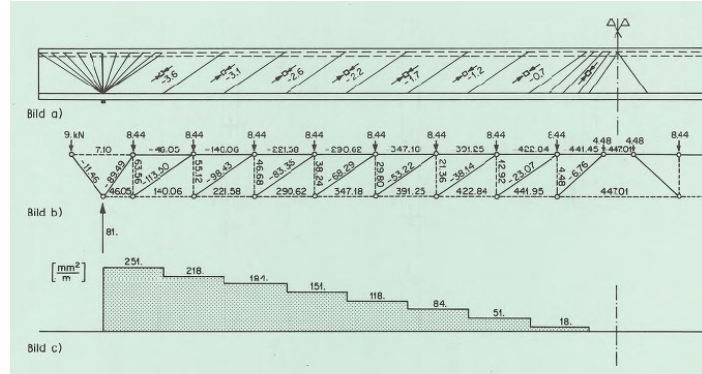 -3.6 -3.1 -2.6 -2.2 -1.7 -1.2 -0.7
Bild a)
9. kN 8.44 8.44 8.44 8.44 8.44 8.44 8.44 8.44 4.48 4.48 8.44
7.10 -46.05 -140.06 -221.58 -290.62 -347.10 -391.25 -422.84 -441.45 447.01
-11.46 -89.49 63.56 -113.50 55.12 -98.43 46.68 -83.36 38.24 -68.29 29.80 -53.22 21.36 -38.14 12.92 -23.07 4.48 -6.76
46.05 140.06 221.58 290.62 347.18 391.25 422.84 441.95 447.01
Bild b)
81.
[mm²/m]
251. 218. 184. 151. 118. 84. 51. 18.
Bild c)